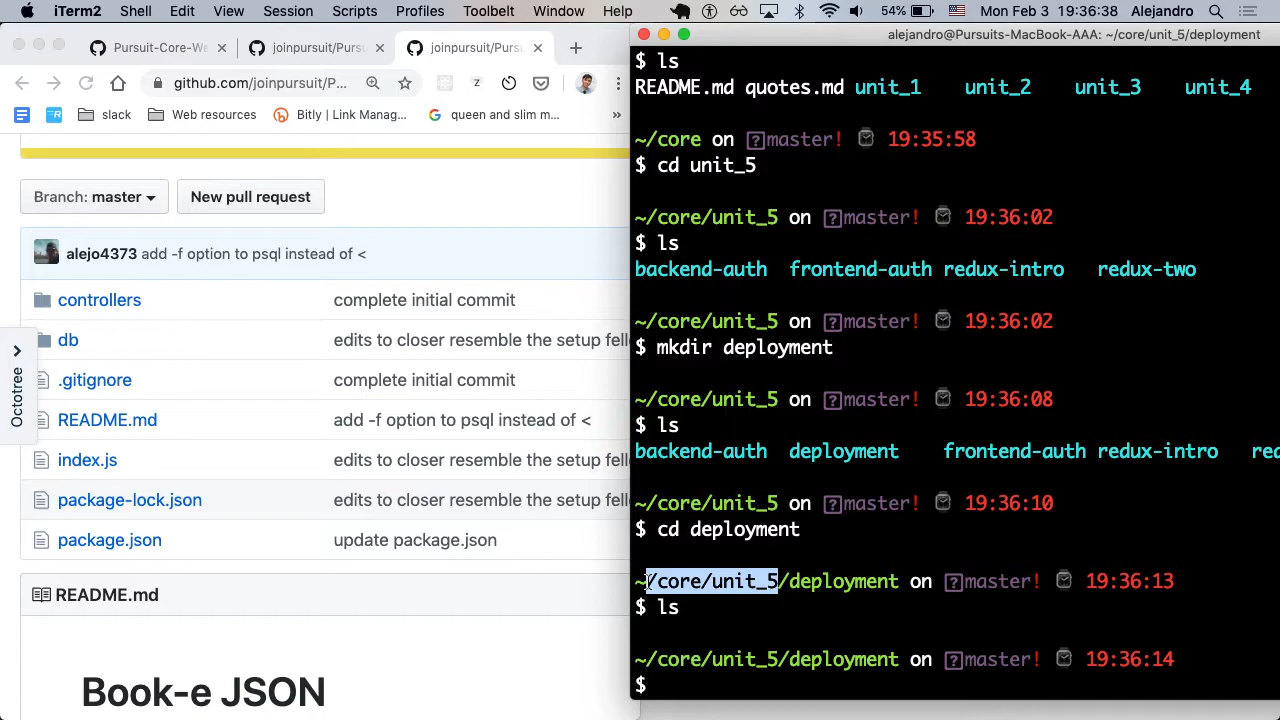 iTerm2 Shell Edit View Session Scripts Profiles Toolbelt Window Help 54% Mon Feb 3 19:36:38 Alejandro
Pursuit-Core-We joinpursuit/Purs joinpursuit/Purs
github.com/joinpursuit/P...
slack Web resources Bitly | Link Manag... queen and slim m... »
Branch: master New pull request
alejo4373 add -f option to psql instead of <
controllers complete initial commit
db edits to closer resemble the setup fell
.gitignore complete initial commit
README.md add -f option to psql instead of <
index.js edits to closer resemble the setup fell
package-lock.json edits to closer resemble the setup fell
package.json update package.json
Octotree
README.md
Book-e JSON
alejandro@Pursuits-MacBook-AAA: ~/core/unit_5/deployment
$ ls
README.md quotes.md unit_1 unit_2 unit_3 unit_4
~/core on master! 19:35:58
$ cd unit_5
~/core/unit_5 on master! 19:36:02
$ ls
backend-auth frontend-auth redux-intro redux-two
~/core/unit_5 on master! 19:36:02
$ mkdir deployment
~/core/unit_5 on master! 19:36:08
$ ls
backend-auth deployment frontend-auth redux-intro re
~/core/unit_5 on master! 19:36:10
$ cd deployment
~/core/unit_5/deployment on master! 19:36:13
$ ls
~/core/unit_5/deployment on master! 19:36:14
$